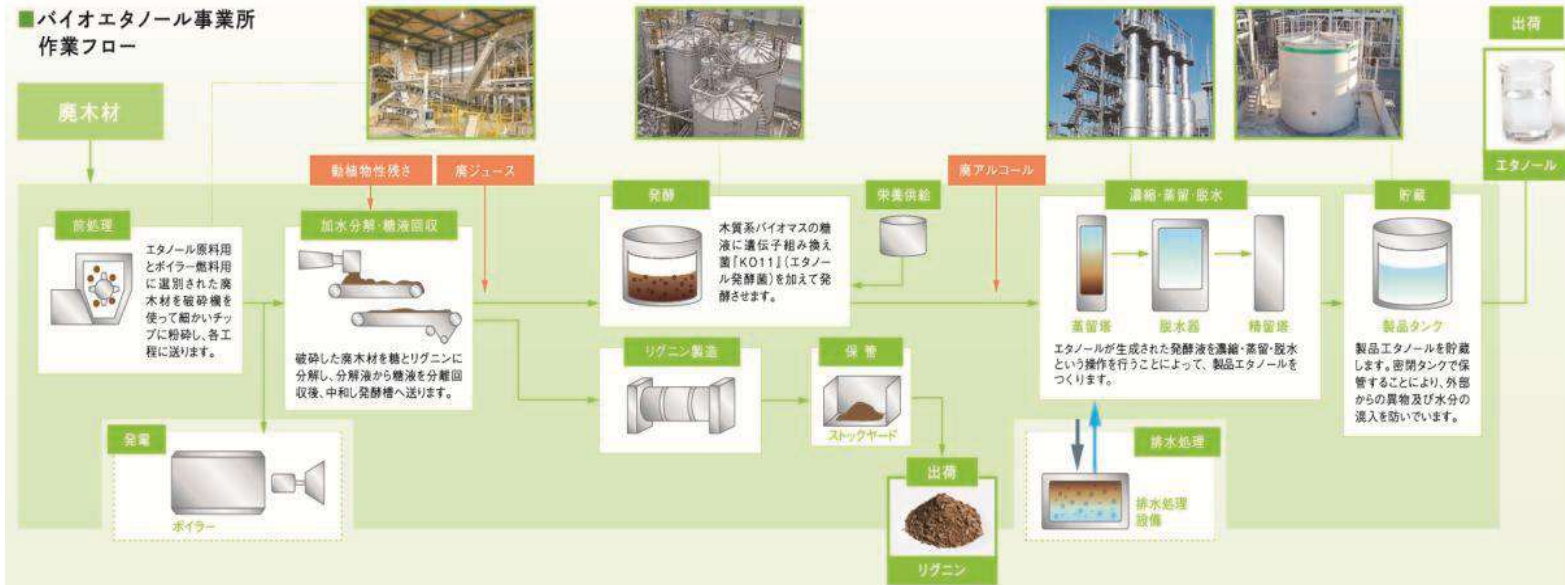 ■バイオエタノール事業所
作業フロー
廃木材
前処理
エタノール原料用
とボイラー燃料用
に選別された廃
木材を破砕機を
使って細かいチッ
プに粉砕し、各工
程に送ります。
動植物性残さ
廃ジュース
加水分解・糖液回収
破砕した廃木材を糖とリグニンに
分解し、分解液から糖液を分離回
収後、中和し発酵槽へ送ります。
発電
ボイラー
発酵
木質系バイオマスの糖
液に遺伝子組み換え
菌『KO11』(エタノー
ル発酵菌)を加えて発
酵させます。
栄養供給
リグニン製造
保管
ストックヤード
出荷
リグニン
廃アルコール
濃縮・蒸留・脱水
蒸留塔
脱水器
精留塔
エタノールが生成された発酵液を濃縮・蒸留・脱水
という操作を行うことによって、製品エタノールを
つくります。
排水処理
排水処理
設備
貯蔵
製品タンク
製品エタノールを貯蔵
します。密閉タンクで保
管することにより、外部
からの異物及び水分の
混入を防いでいます。
出荷
エタノール